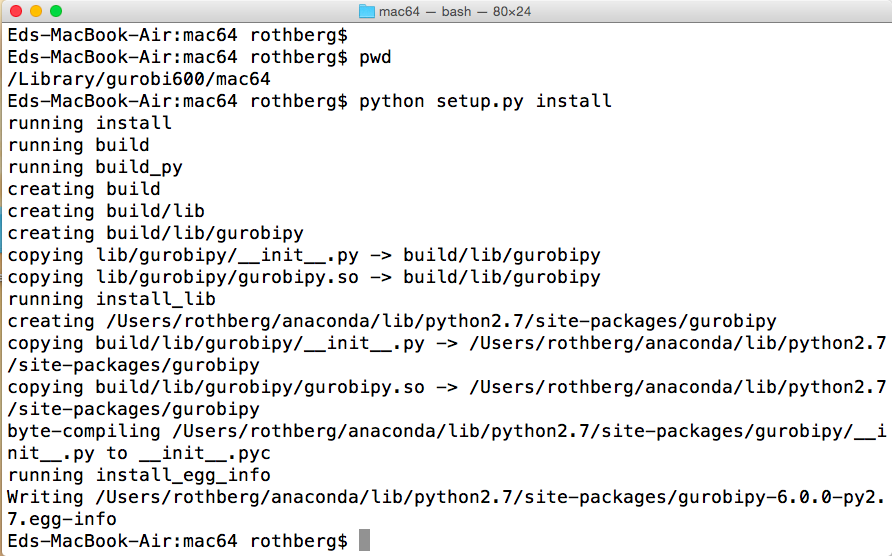 mac64 — bash — 80×24
Eds-MacBook-Air:mac64 rothberg$
Eds-MacBook-Air:mac64 rothberg$ pwd
/Library/gurobi600/mac64
Eds-MacBook-Air:mac64 rothberg$ python setup.py install
running install
running build
running build_py
creating build
creating build/lib
creating build/lib/gurobipy
copying lib/gurobipy/__init__.py -> build/lib/gurobipy
copying lib/gurobipy/gurobipy.so -> build/lib/gurobipy
running install_lib
creating /Users/rothberg/anaconda/lib/python2.7/site-packages/gurobipy
copying build/lib/gurobipy/__init__.py -> /Users/rothberg/anaconda/lib/python2.7
/site-packages/gurobipy
copying build/lib/gurobipy/gurobipy.so -> /Users/rothberg/anaconda/lib/python2.7
/site-packages/gurobipy
byte-compiling /Users/rothberg/anaconda/lib/python2.7/site-packages/gurobipy/__i
nit__.py to __init__.pyc
running install_egg_info
Writing /Users/rothberg/anaconda/lib/python2.7/site-packages/gurobipy-6.0.0-py2.
7.egg-info
Eds-MacBook-Air:mac64 rothberg$